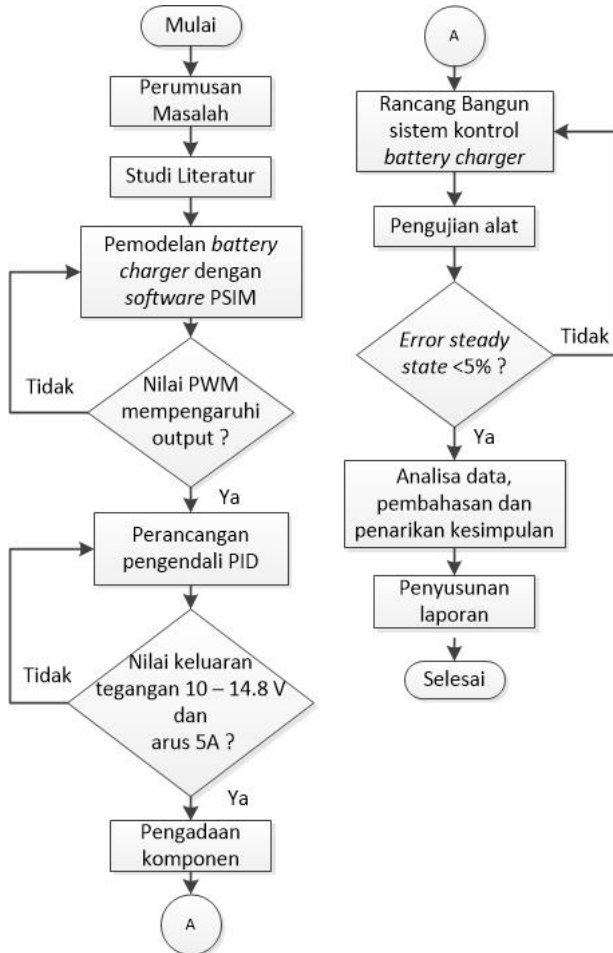 Mulai
Perumusan
Masalah
Studi Literatur
Pemodelan battery
charger dengan
software PSIM
Tidak
Nilai PWM
mempengaruhi
output ?
Ya
Perancangan
pengendali PID
Tidak
Nilai keluaran
tegangan 10 – 14.8 V
dan
arus 5A ?
Ya
Pengadaan
komponen
A
A
Rancang Bangun
sistem kontrol
battery charger
Pengujian alat
Error steady
state <5% ?
Tidak
Ya
Analisa data,
pembahasan dan
penarikan kesimpulan
Penyusunan
laporan
Selesai